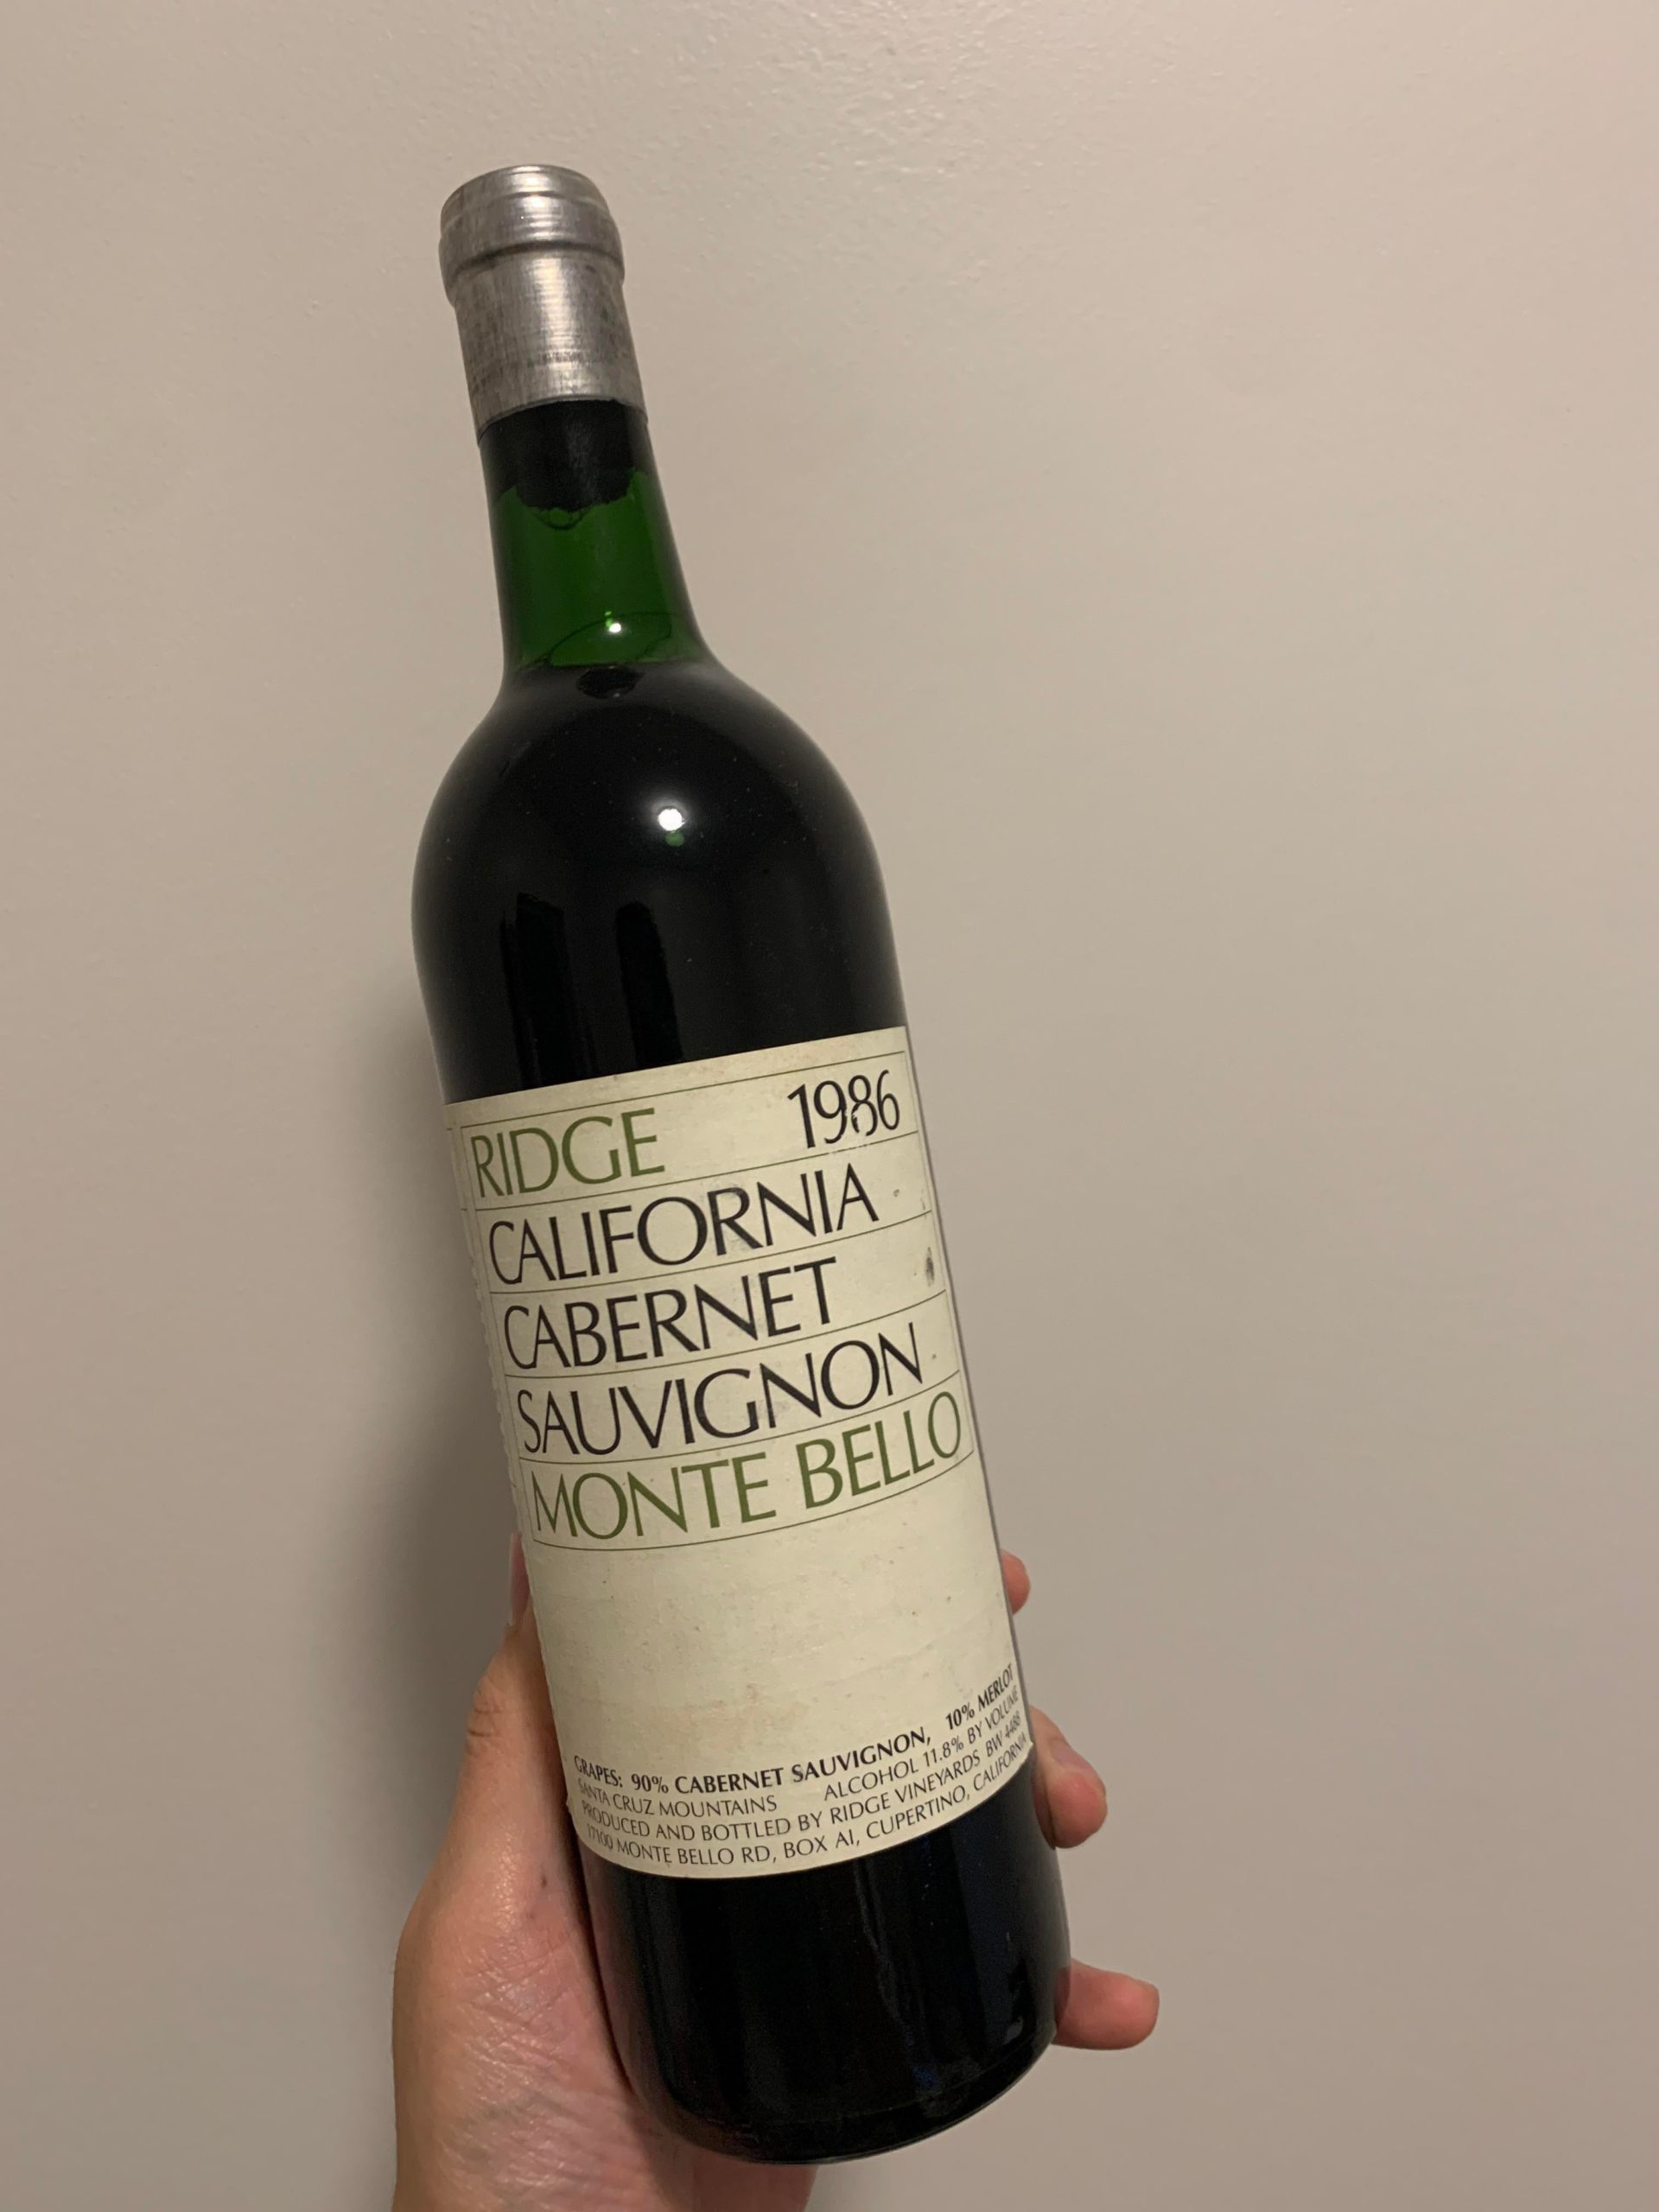 RIDGE 1986
CALIFORNIA
CABERNET
SAUVIGNON
MONTE BELLO
GRAPES: 90% CABERNET SAUVIGNON, 10% MERLOT
SANTA CRUZ MOUNTAINS ALCOHOL 11.8% BY VOLUME
PRODUCED AND BOTTLED BY RIDGE VINEYARDS BW 4488
17100 MONTE BELLO RD, BOX AI, CUPERTINO, CALIFORNIA